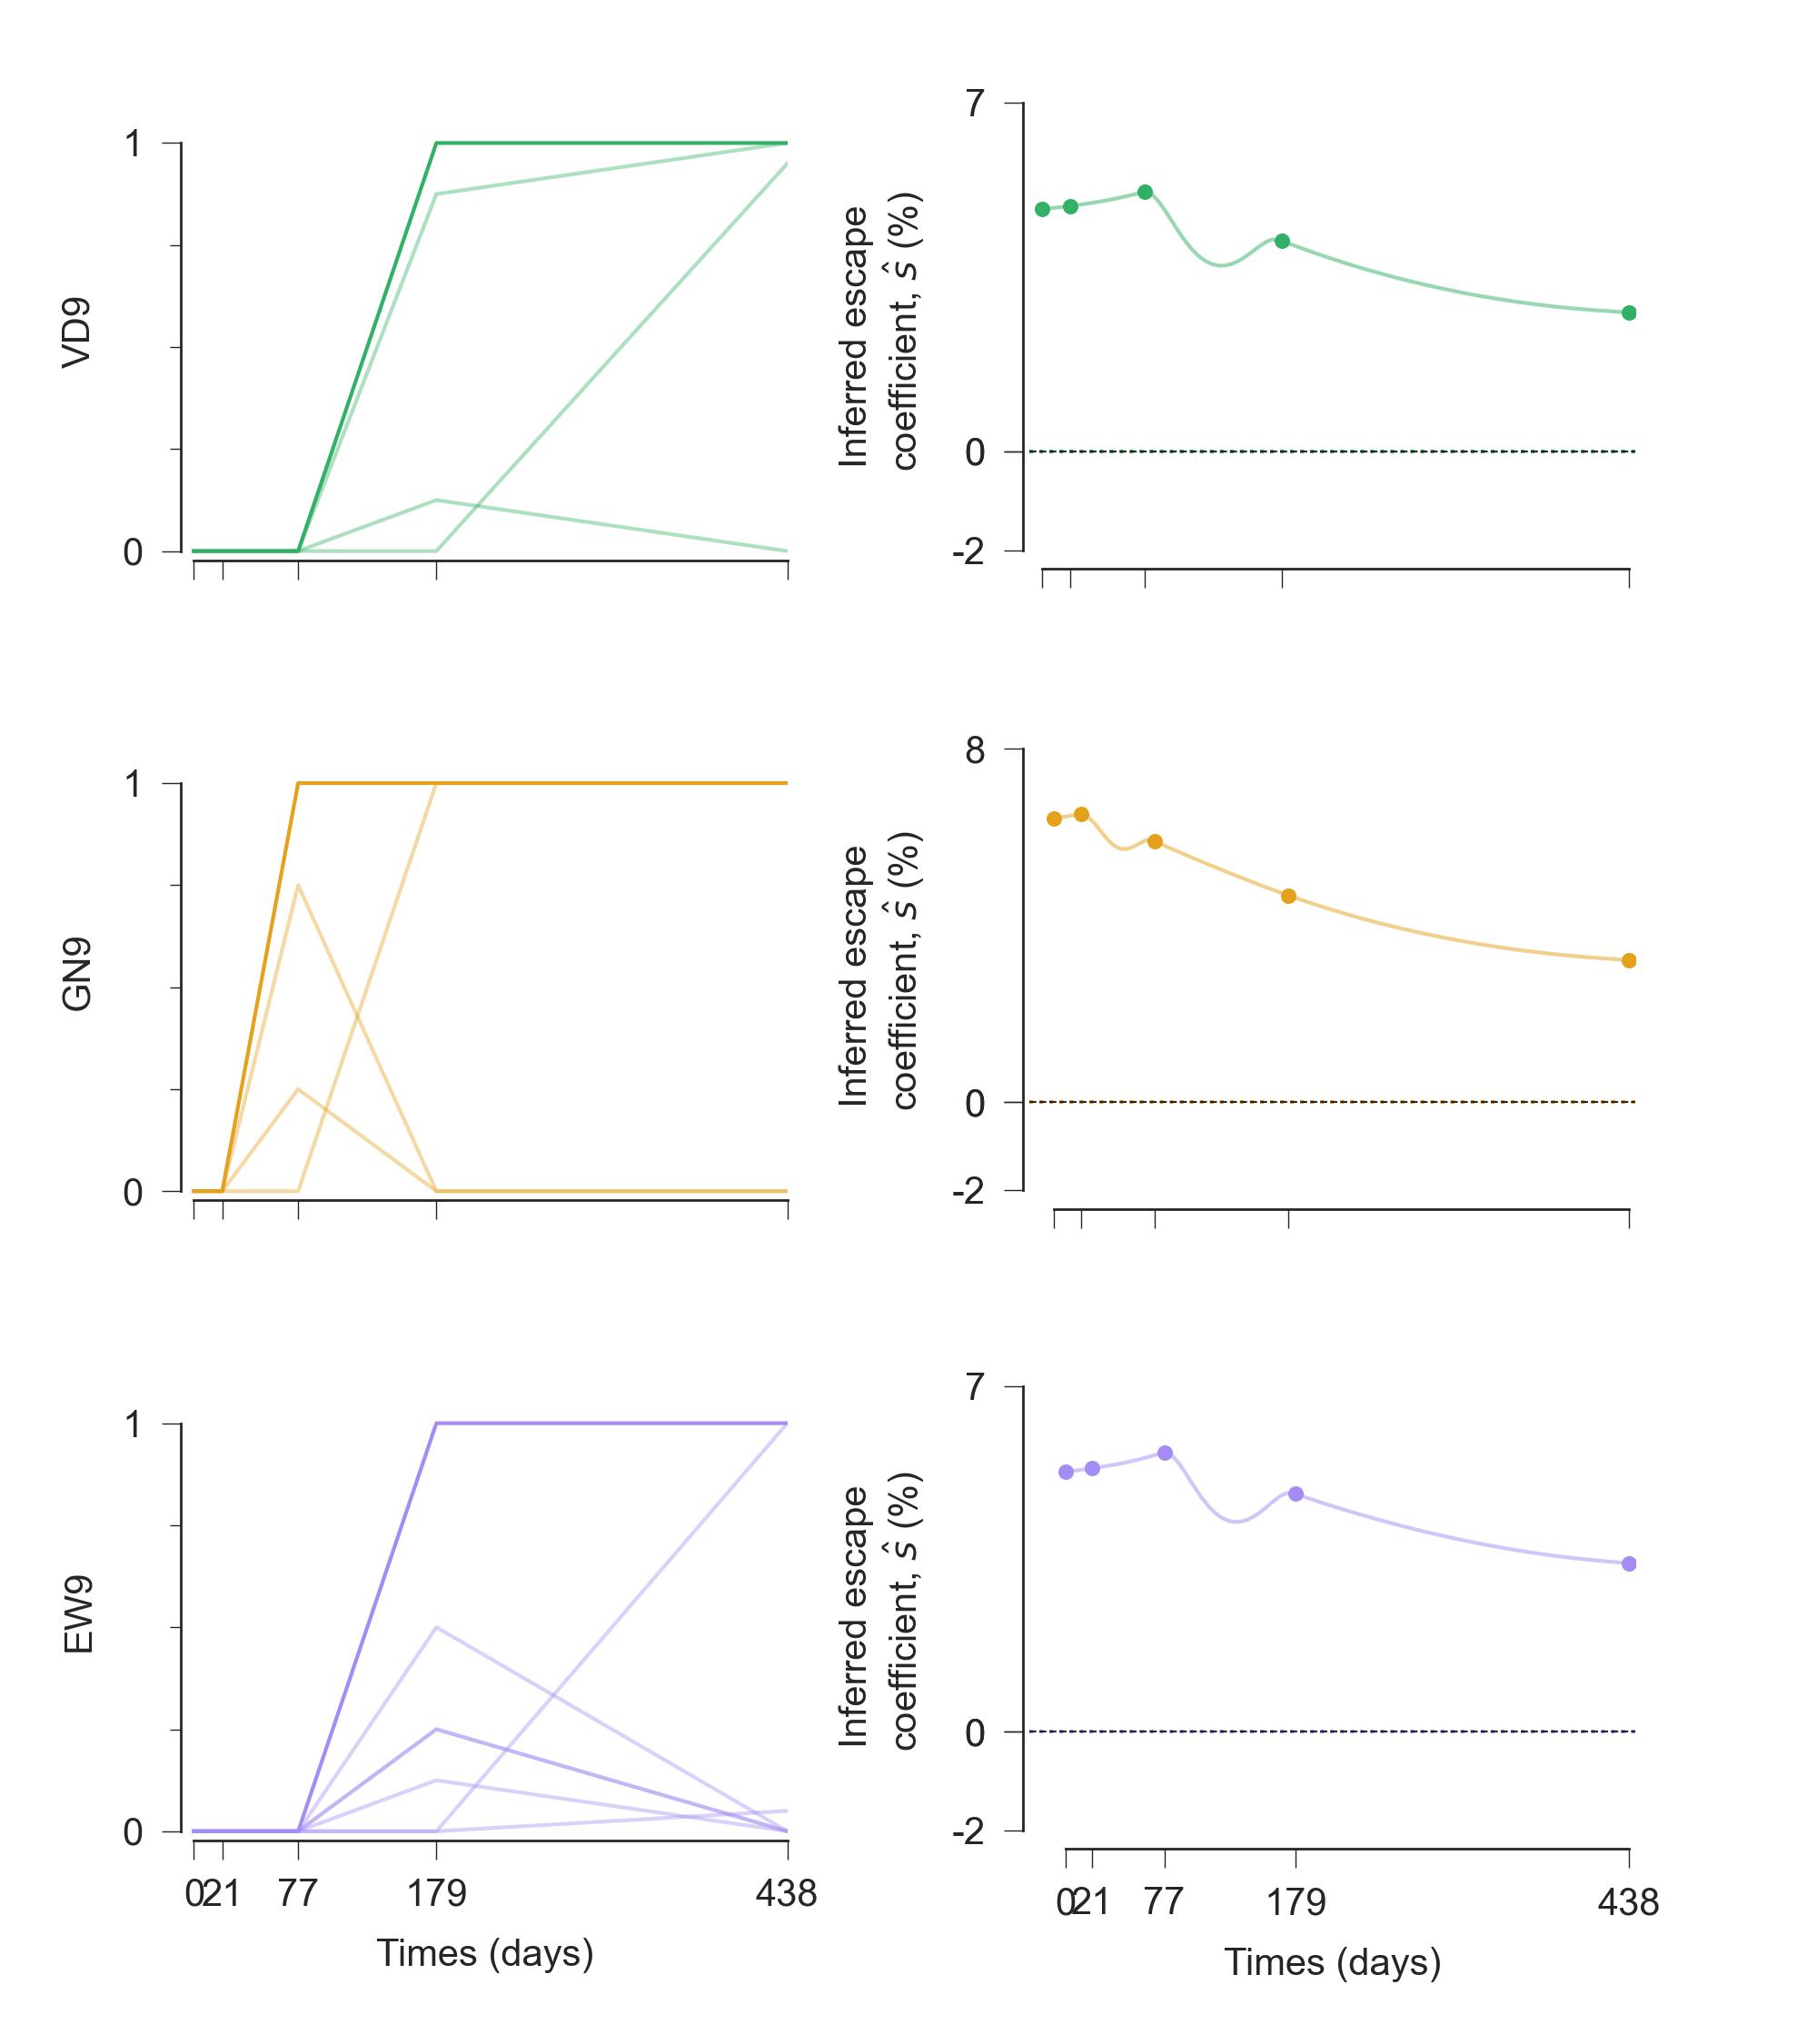 VD9
1
0
Inferred escape
coefficient, ŝ (%)
7
0
-2
GN9
1
0
Inferred escape
coefficient, ŝ (%)
8
0
-2
EW9
1
0
0 21 77 179 438
Times (days)
Inferred escape
coefficient, ŝ (%)
7
0
-2
0 21 77 179 438
Times (days)